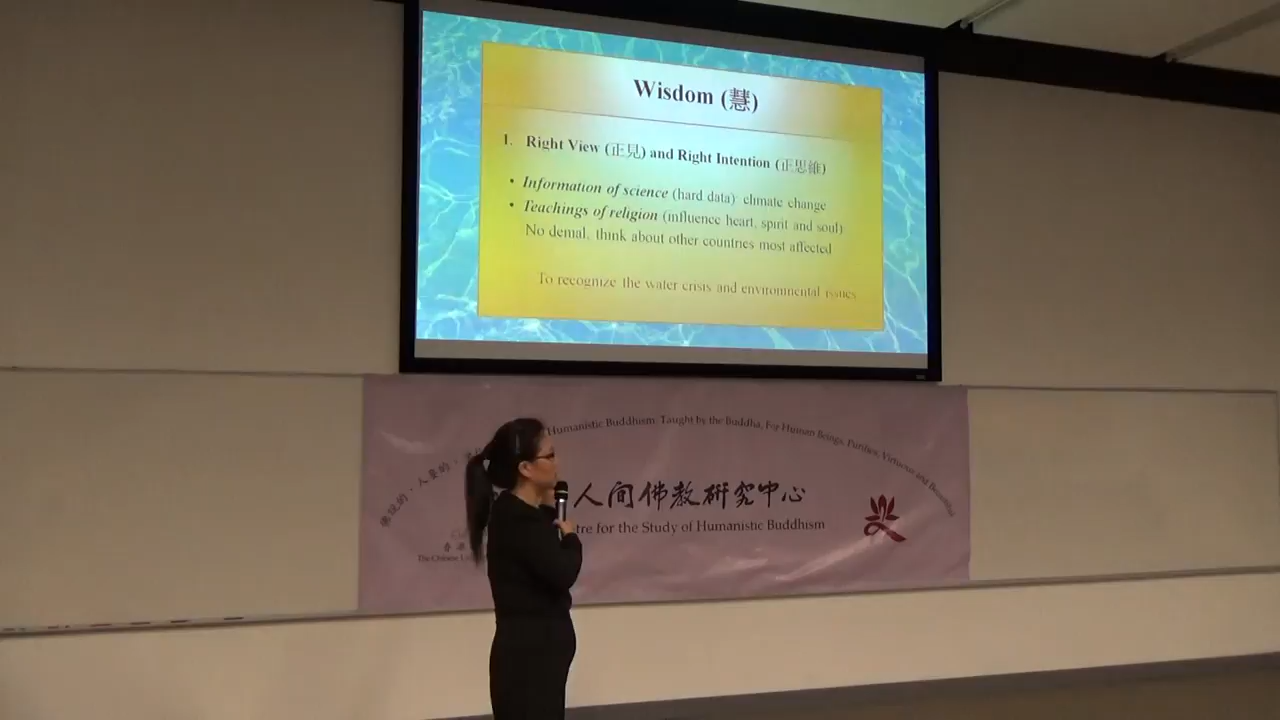 Wisdom (慧)
1. Right View (正見) and Right Intention (正思維)
• Information of science (hard data) climate change
• Teachings of religion (influence heart, spirit and soul)
No denial, think about other countries most affected
To recognize the water crisis and environmental issues
佛說的·人要的·
Humanistic Buddhism: Taught by the Buddha, For Human Beings, Purifies, Virtuous and Beautiful
人间佛教研究中心
tre for the Study of Humanistic Buddhism
香港
The Chinese